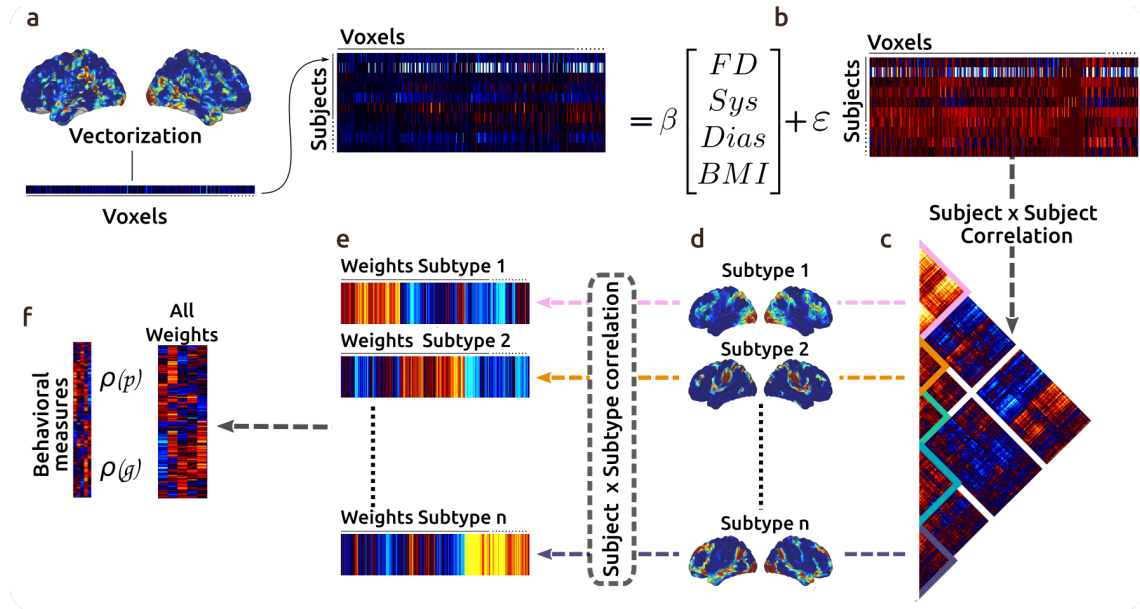 a
Vectorization
Voxels
Voxels
Subjects
= β [ FD
Sys
Dias
BMI ] + ε
b
Voxels
Subjects
Subject x Subject
Correlation
c
d
Subtype 1
Subtype 2
Subtype n
Subject x Subtype correlation
e
Weights Subtype 1
Weights Subtype 2
Weights Subtype n
f
All
Weights
Behavioral
measures
ρ(p)
ρ(g)